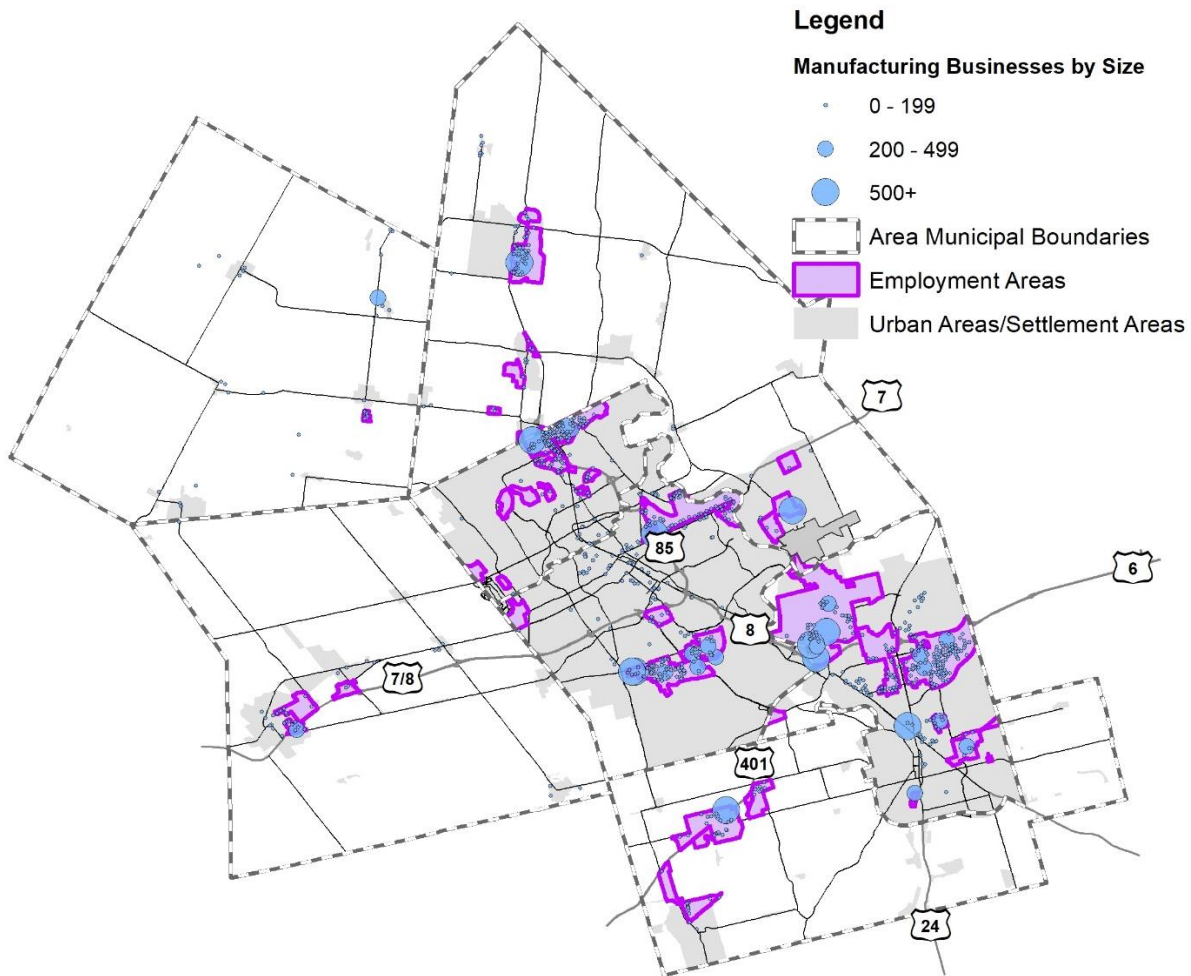 Legend
Manufacturing Businesses by Size
0 - 199
200 - 499
500+
Area Municipal Boundaries
Employment Areas
Urban Areas/Settlement Areas
7
85
6
8
7/8
401
24